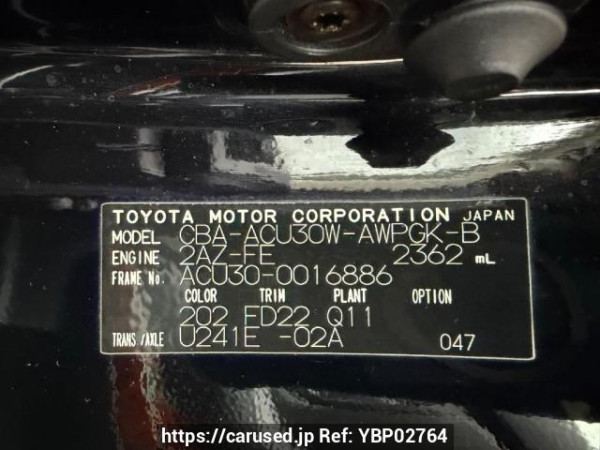 TOYOTA MOTOR CORPORATION JAPAN
MODEL CBA-ACU30W-AWPGK-B
ENGINE 2AZ-FE 2362 mL
FRAME No. ACU30-0016886
COLOR TRIM PLANT OPTION
202 FD22 Q11
TRANS/AXLE U241E -02A 047
https://carused.jp Ref: YBP02764